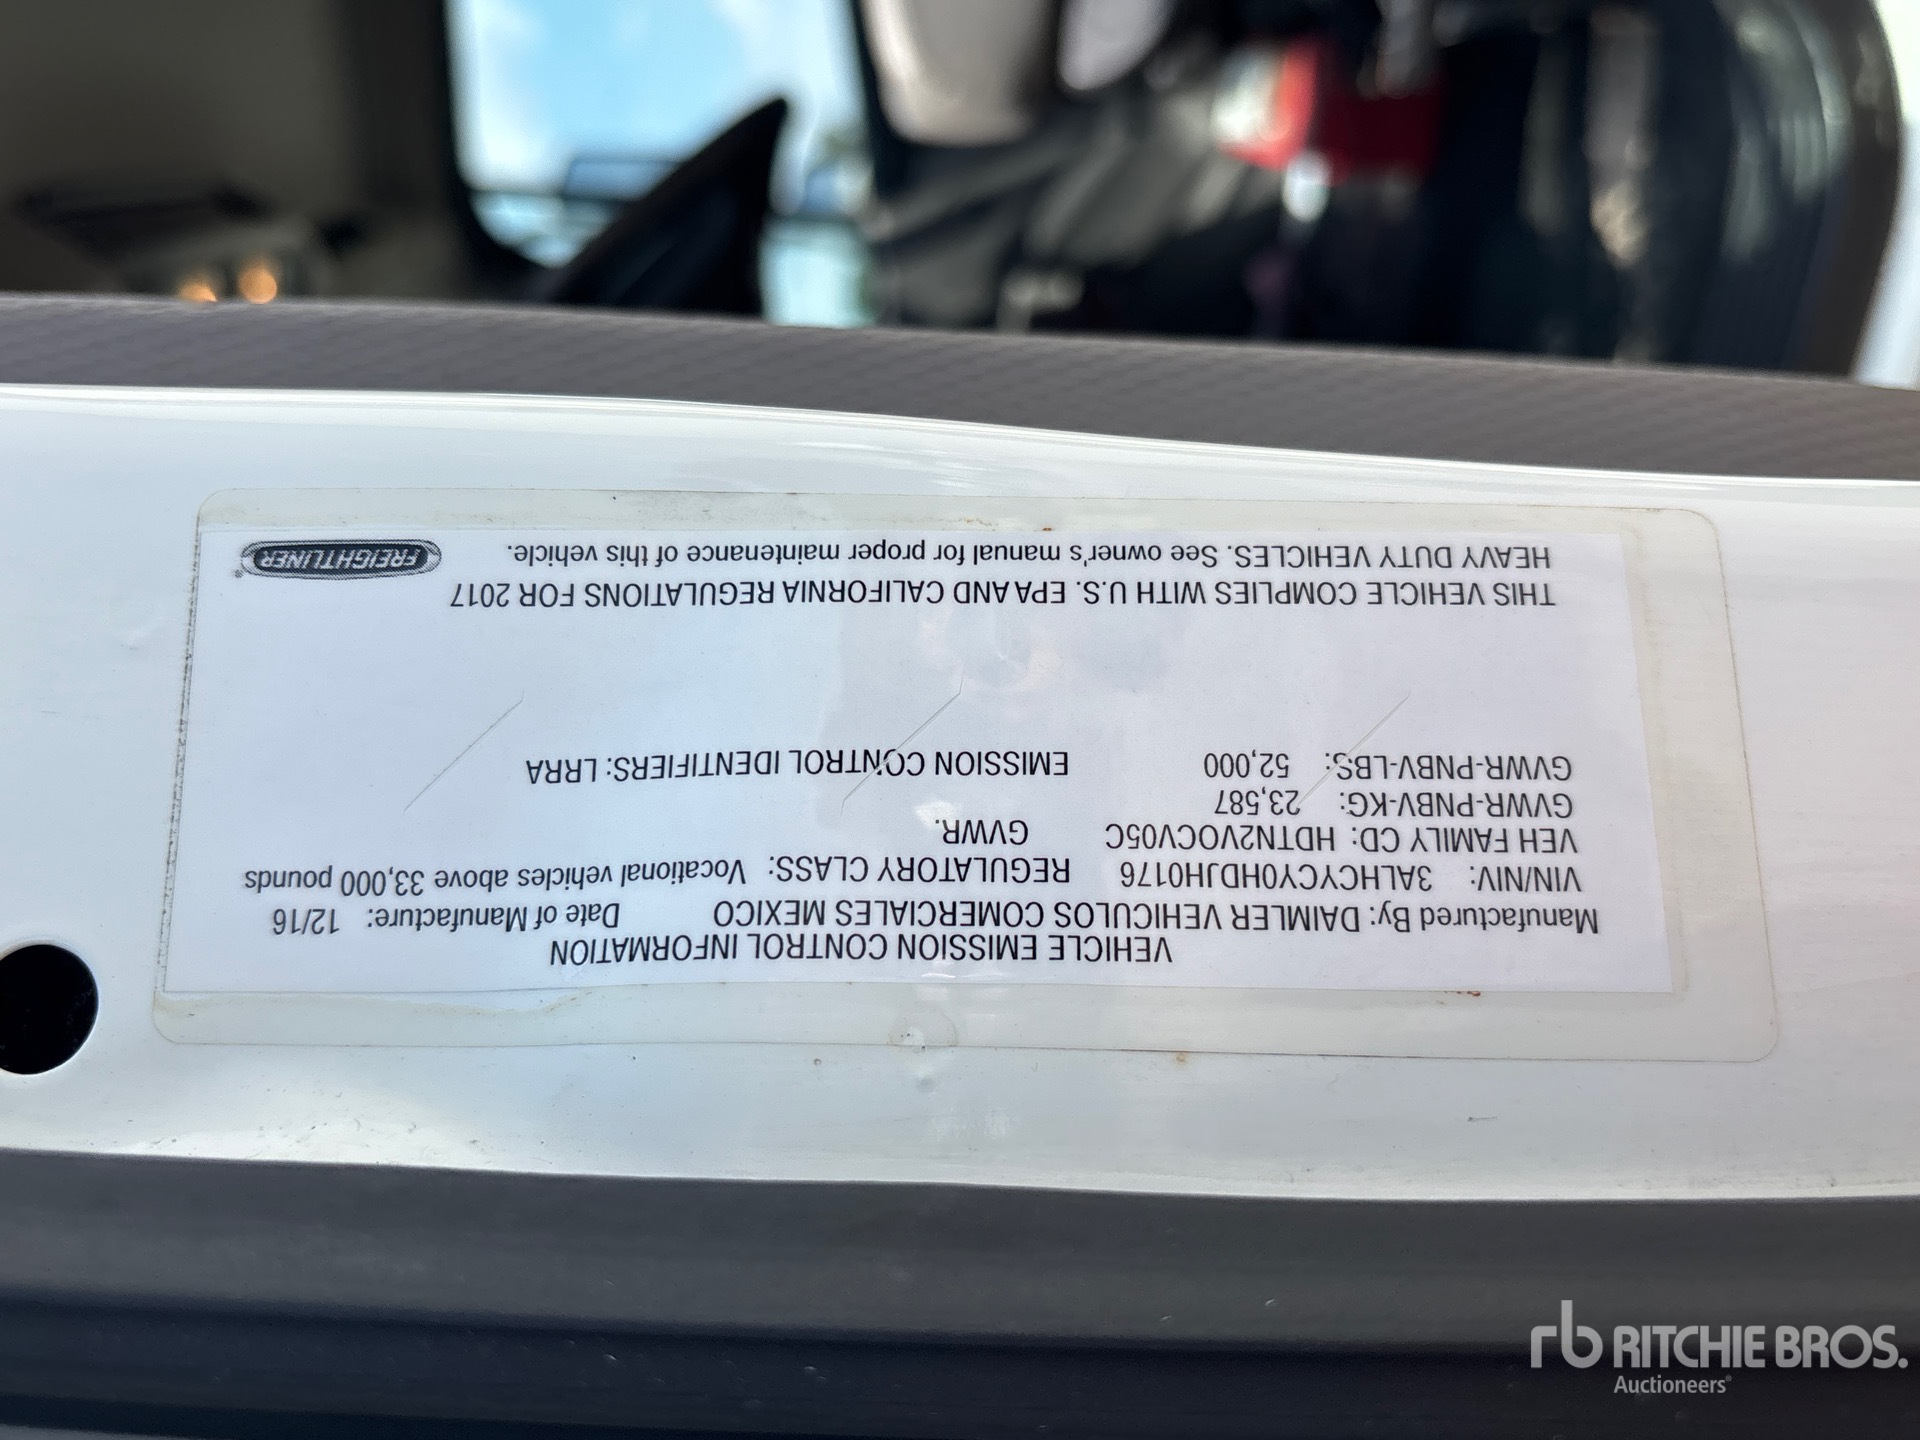 VEHICLE EMISSION CONTROL INFORMATION
Manufactured By: DAIMLER VEHICULOS COMERCIALES MEXICO Date of Manufacture: 12/16
VIN/NIV: 3ALHCYCY0HDJH0176 REGULATORY CLASS: Vocational vehicles above 33,000 pounds
VEH FAMILY CD: HDTN2VOCV05C GVWR.
GVWR-PNBV-KG: 23,587
GVWR-PNBV-LBS: 52,000 EMISSION CONTROL IDENTIFIERS: LRRA
THIS VEHICLE COMPLIES WITH U.S. EPA AND CALIFORNIA REGULATIONS FOR 2017
HEAVY DUTY VEHICLES. See owner's manual for proper maintenance of this vehicle.
FREIGHTLINER®
rb RITCHIE BROS.
Auctioneers®